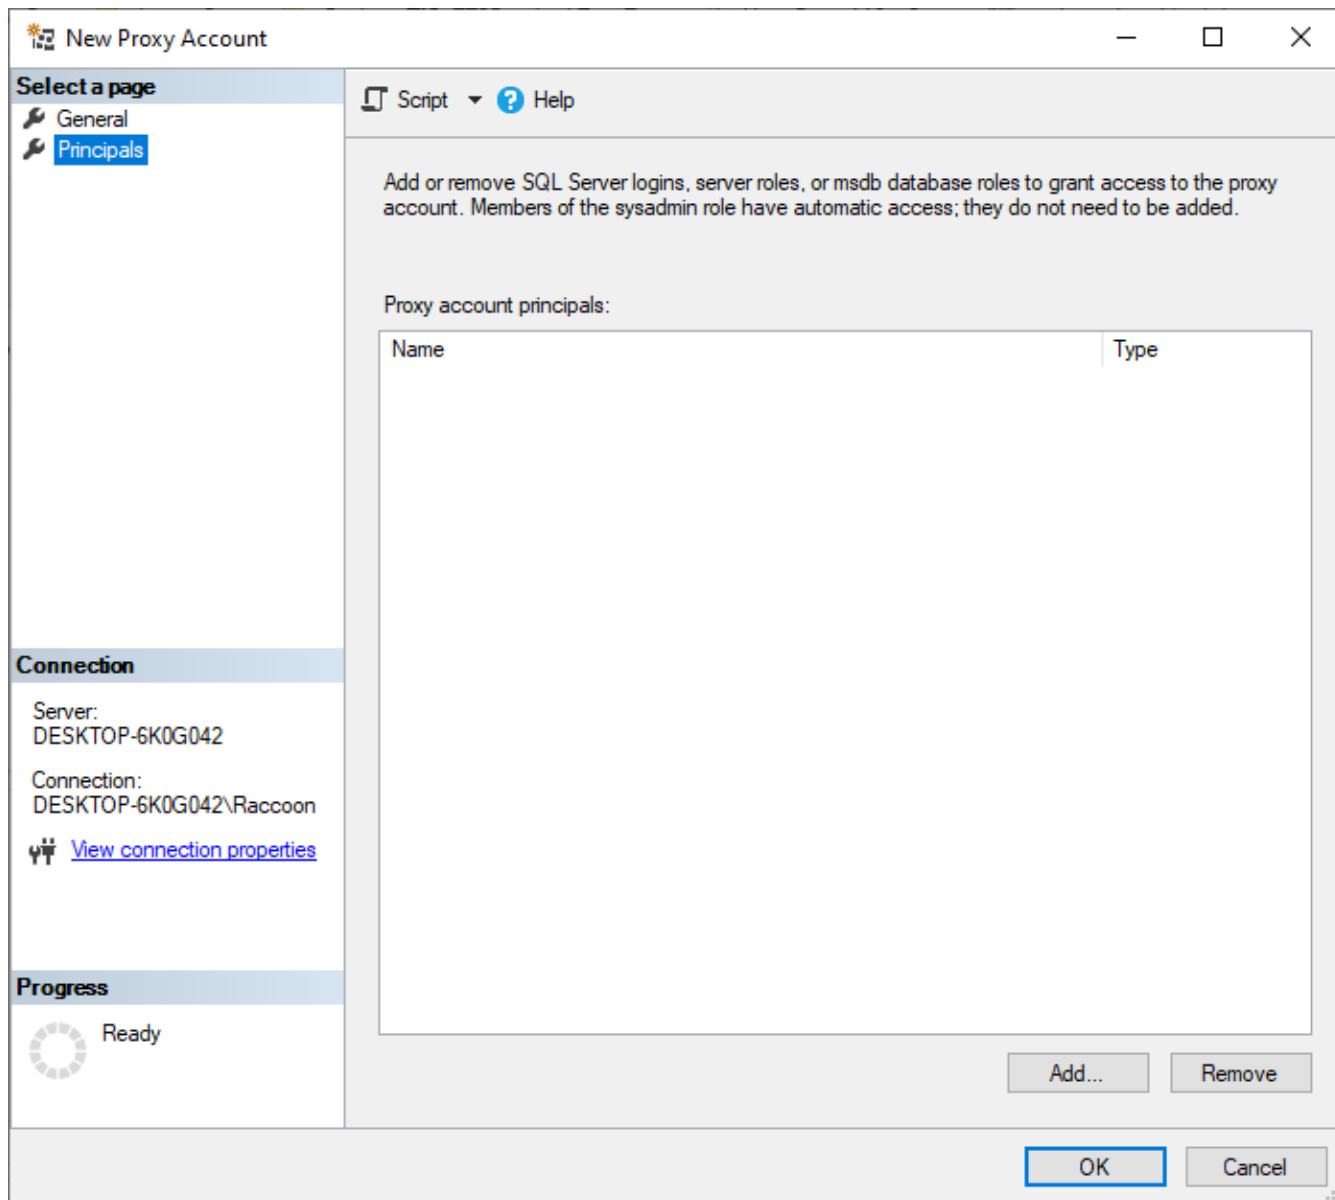 New Proxy Account
Select a page
General
Principals
Script
Help
Add or remove SQL Server logins, server roles, or msdb database roles to grant access to the proxy
account. Members of the sysadmin role have automatic access; they do not need to be added.
Proxy account principals:
Name Type
Connection
Server:
DESKTOP-6K0G042
Connection:
DESKTOP-6K0G042\Raccoon
View connection properties
Progress
Ready
Add...
Remove
OK
Cancel